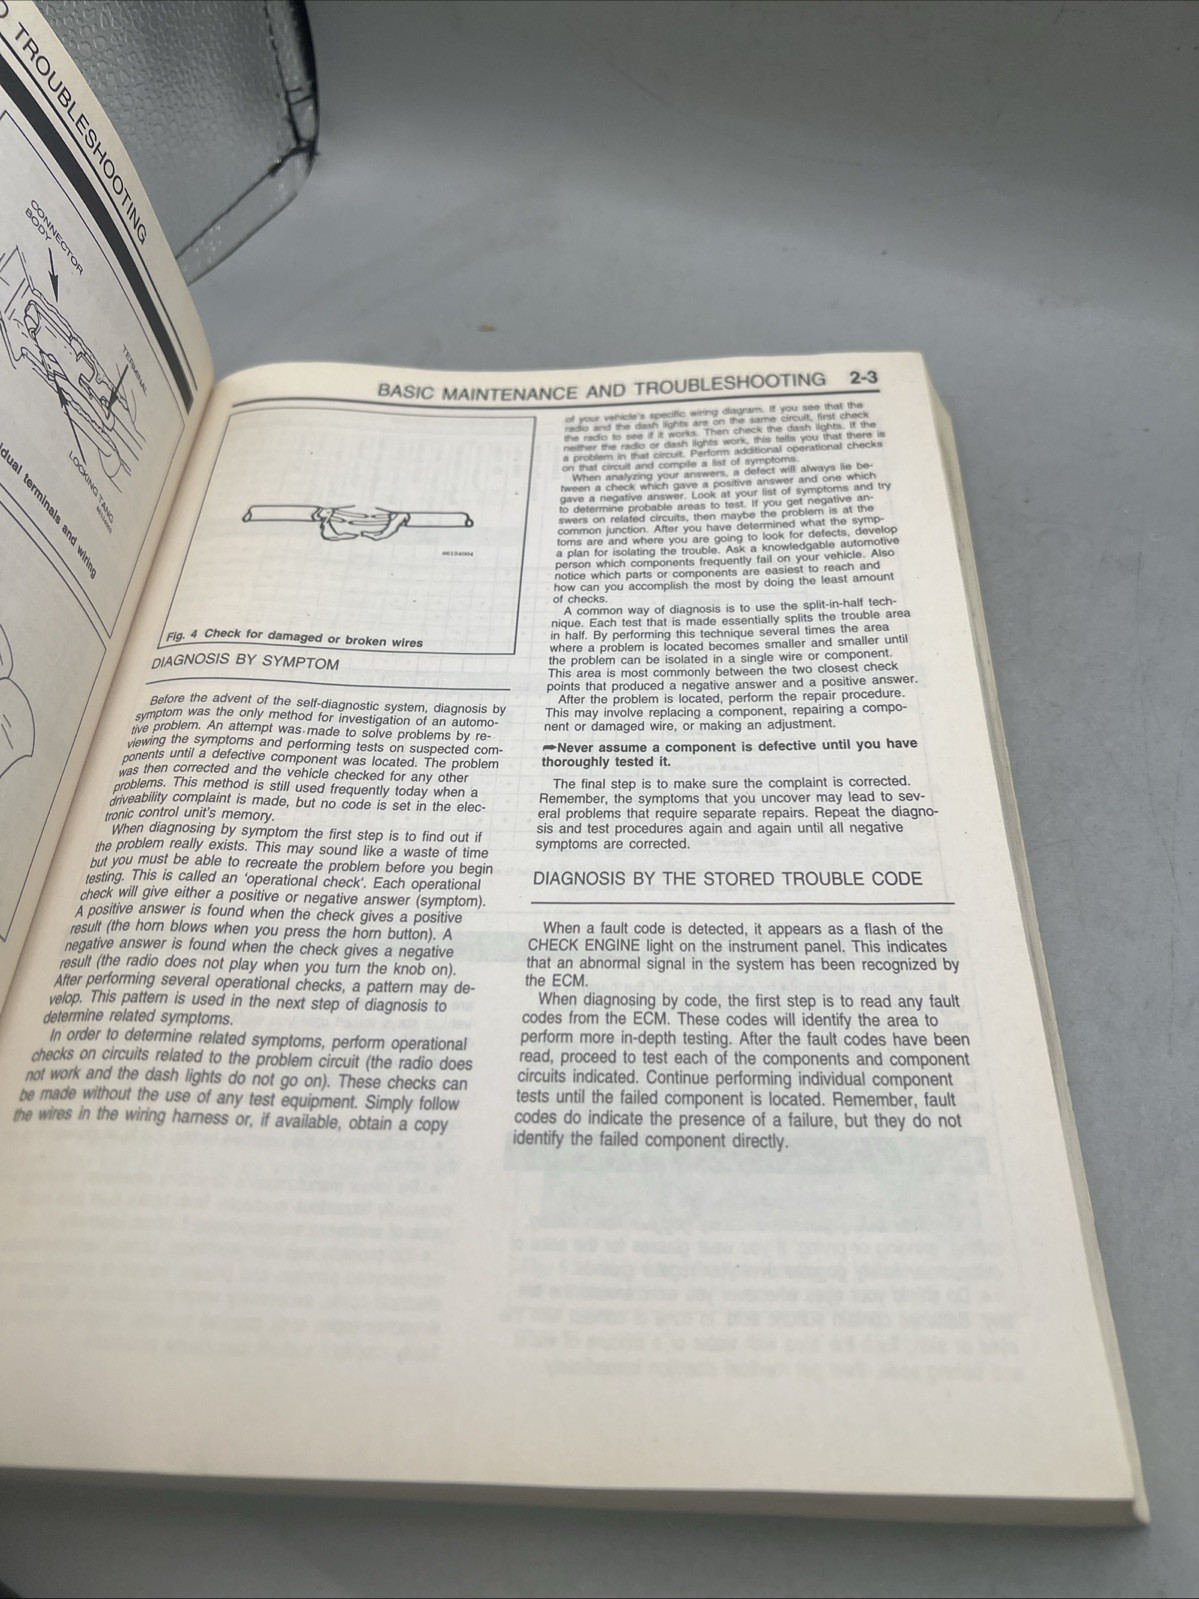 D TROUBLESHOOTING
CONNECTOR
BODY
TERMINAL
LOCKING TANG
dual terminals and wiring
BASIC MAINTENANCE AND TROUBLESHOOTING 2-3
Fig. 4 Check for damaged or broken wires
DIAGNOSIS BY SYMPTOM
Before the advent of the self-diagnostic system, diagnosis by
symptom was the only method for investigation of an automo-
tive problem. An attempt was made to solve problems by re-
viewing the symptoms and performing tests on suspected com-
ponents until a defective component was located. The problem
was then corrected and the vehicle checked for any other
problems. This method is still used frequently today when a
driveability complaint is made, but no code is set in the elec-
tronic control unit's memory.
When diagnosing by symptom the first step is to find out if
the problem really exists. This may sound like a waste of time
but you must be able to recreate the problem before you begin
testing. This is called an 'operational check'. Each operational
check will give either a positive or negative answer (symptom).
A positive answer is found when the check gives a positive
result (the horn blows when you press the horn button). A
negative answer is found when the check gives a negative
result (the radio does not play when you turn the knob on).
After performing several operational checks, a pattern may de-
velop. This pattern is used in the next step of diagnosis to
determine related symptoms.
In order to determine related symptoms, perform operational
checks on circuits related to the problem circuit (the radio does
not work and the dash lights do not go on). These checks can
be made without the use of any test equipment. Simply follow
the wires in the wiring harness or, if available, obtain a copy
of your vehicle's specific wiring diagram. If you see that the
radio and the dash lights are on the same circuit, first check
the radio to see if it works. Then check the dash lights. If the
neither the radio or dash lights work, this tells you that there is
a problem in that circuit. Perform additional operational checks
on that circuit and compile a list of symptoms.
When analyzing your answers, a defect will always lie be-
tween a check which gave a positive answer and one which
gave a negative answer. Look at your list of symptoms and try
to determine probable areas to test. If you get negative an-
swers on related circuits, then maybe the problem is at the
common junction. After you have determined what the symp-
toms are and where you are going to look for defects, develop
a plan for isolating the trouble. Ask a knowledgable automotive
person which components frequently fail on your vehicle. Also
notice which parts or components are easiest to reach and
how can you accomplish the most by doing the least amount
of checks.
A common way of diagnosis is to use the split-in-half tech-
nique. Each test that is made essentially splits the trouble area
in half. By performing this technique several times the area
where a problem is located becomes smaller and smaller until
the problem can be isolated in a single wire or component.
This area is most commonly between the two closest check
points that produced a negative answer and a positive answer.
After the problem is located, perform the repair procedure.
This may involve replacing a component, repairing a compo-
nent or damaged wire, or making an adjustment.
➡Never assume a component is defective until you have
thoroughly tested it.
The final step is to make sure the complaint is corrected.
Remember, the symptoms that you uncover may lead to sev-
eral problems that require separate repairs. Repeat the diagno-
sis and test procedures again and again until all negative
symptoms are corrected.
DIAGNOSIS BY THE STORED TROUBLE CODE
When a fault code is detected, it appears as a flash of the
CHECK ENGINE light on the instrument panel. This indicates
that an abnormal signal in the system has been recognized by
the ECM.
When diagnosing by code, the first step is to read any fault
codes from the ECM. These codes will identify the area to
perform more in-depth testing. After the fault codes have been
read, proceed to test each of the components and component
circuits indicated. Continue performing individual component
tests until the failed component is located. Remember, fault
codes do indicate the presence of a failure, but they do not
identify the failed component directly.